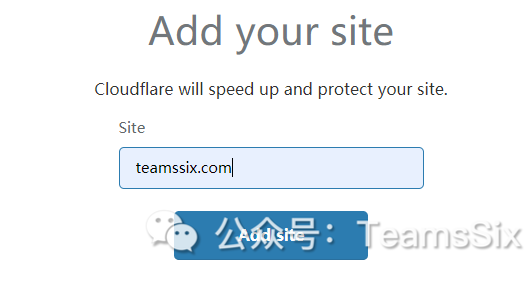 Add your site
Cloudflare will speed up and protect your site.
Site
teamssix.com
Add site
公众号：TeamsSix